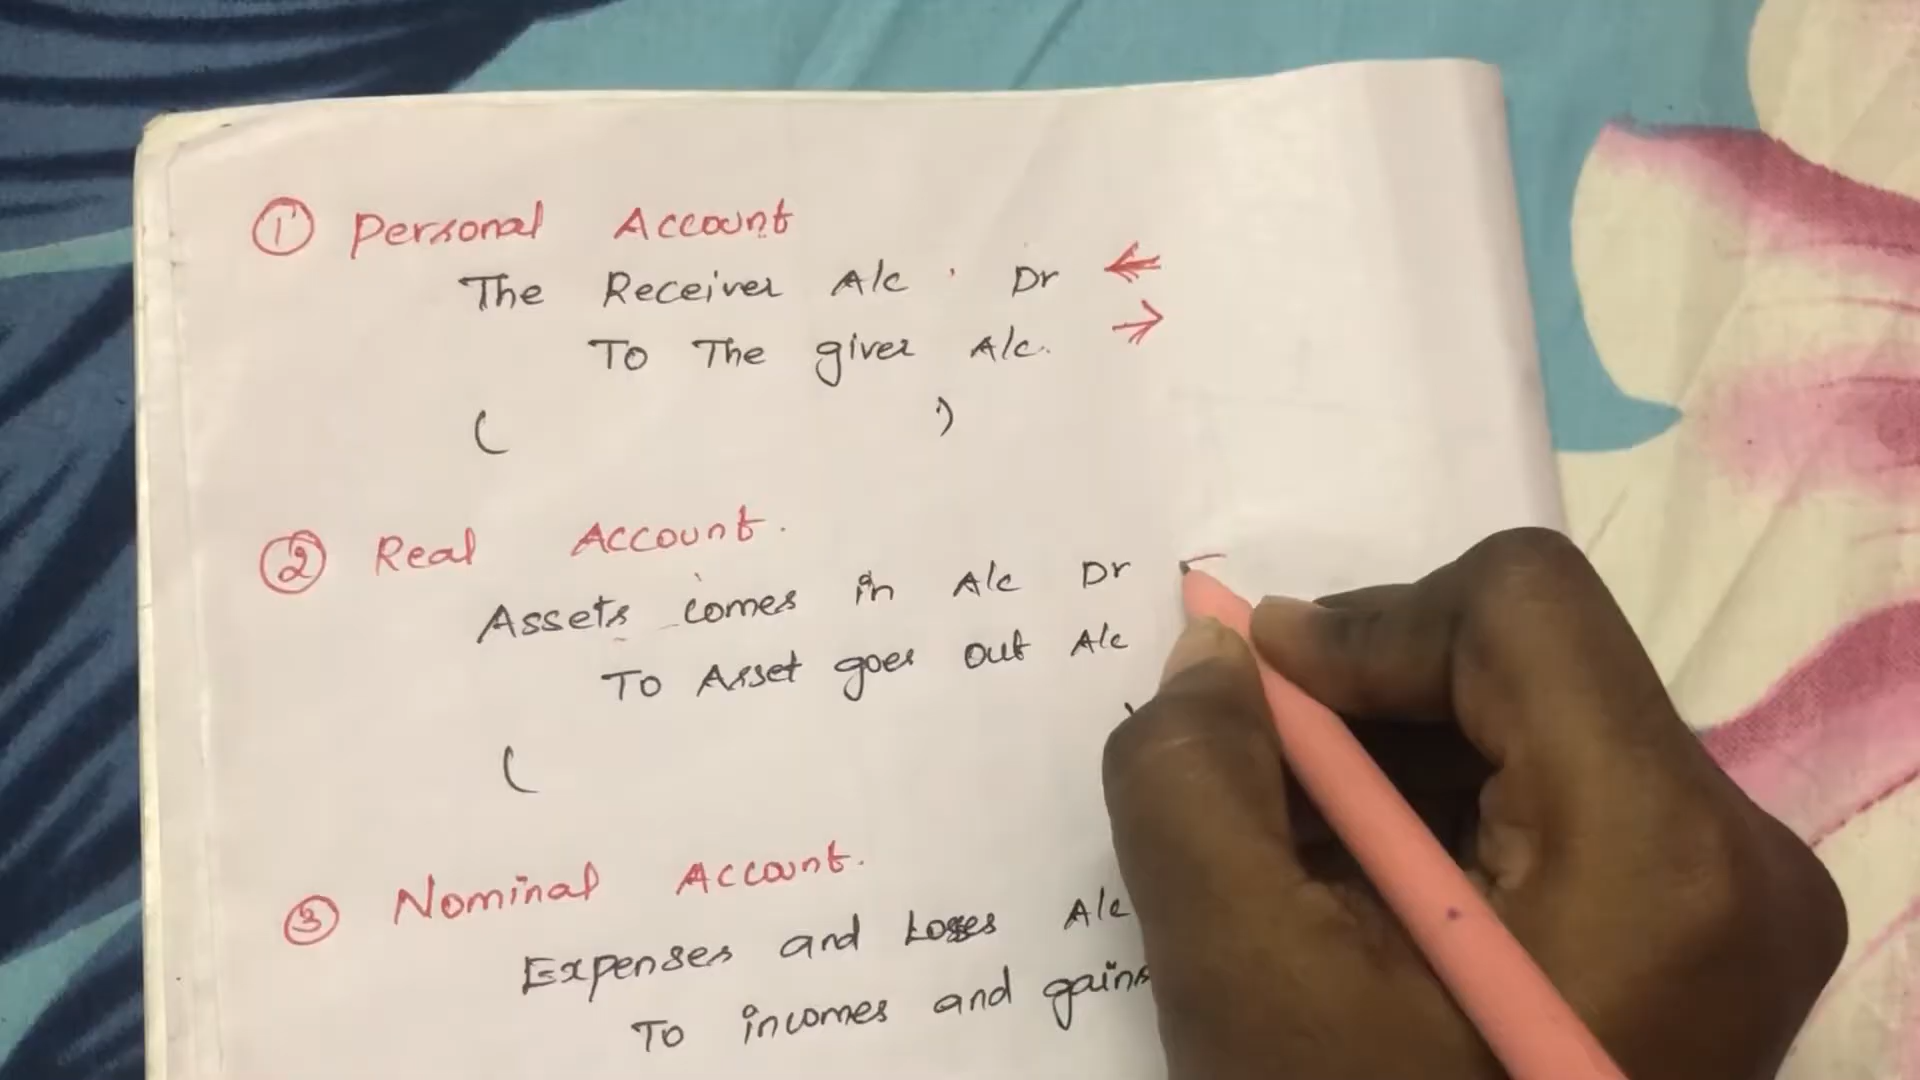 ① Personal Account
The Receiver A/c Dr
To The giver A/c.
( )
② Real Account.
Assets comes in A/c Dr
To Asset goes out A/c
( )
③ Nominal Account.
Expenses and Losses A/c
To incomes and gains